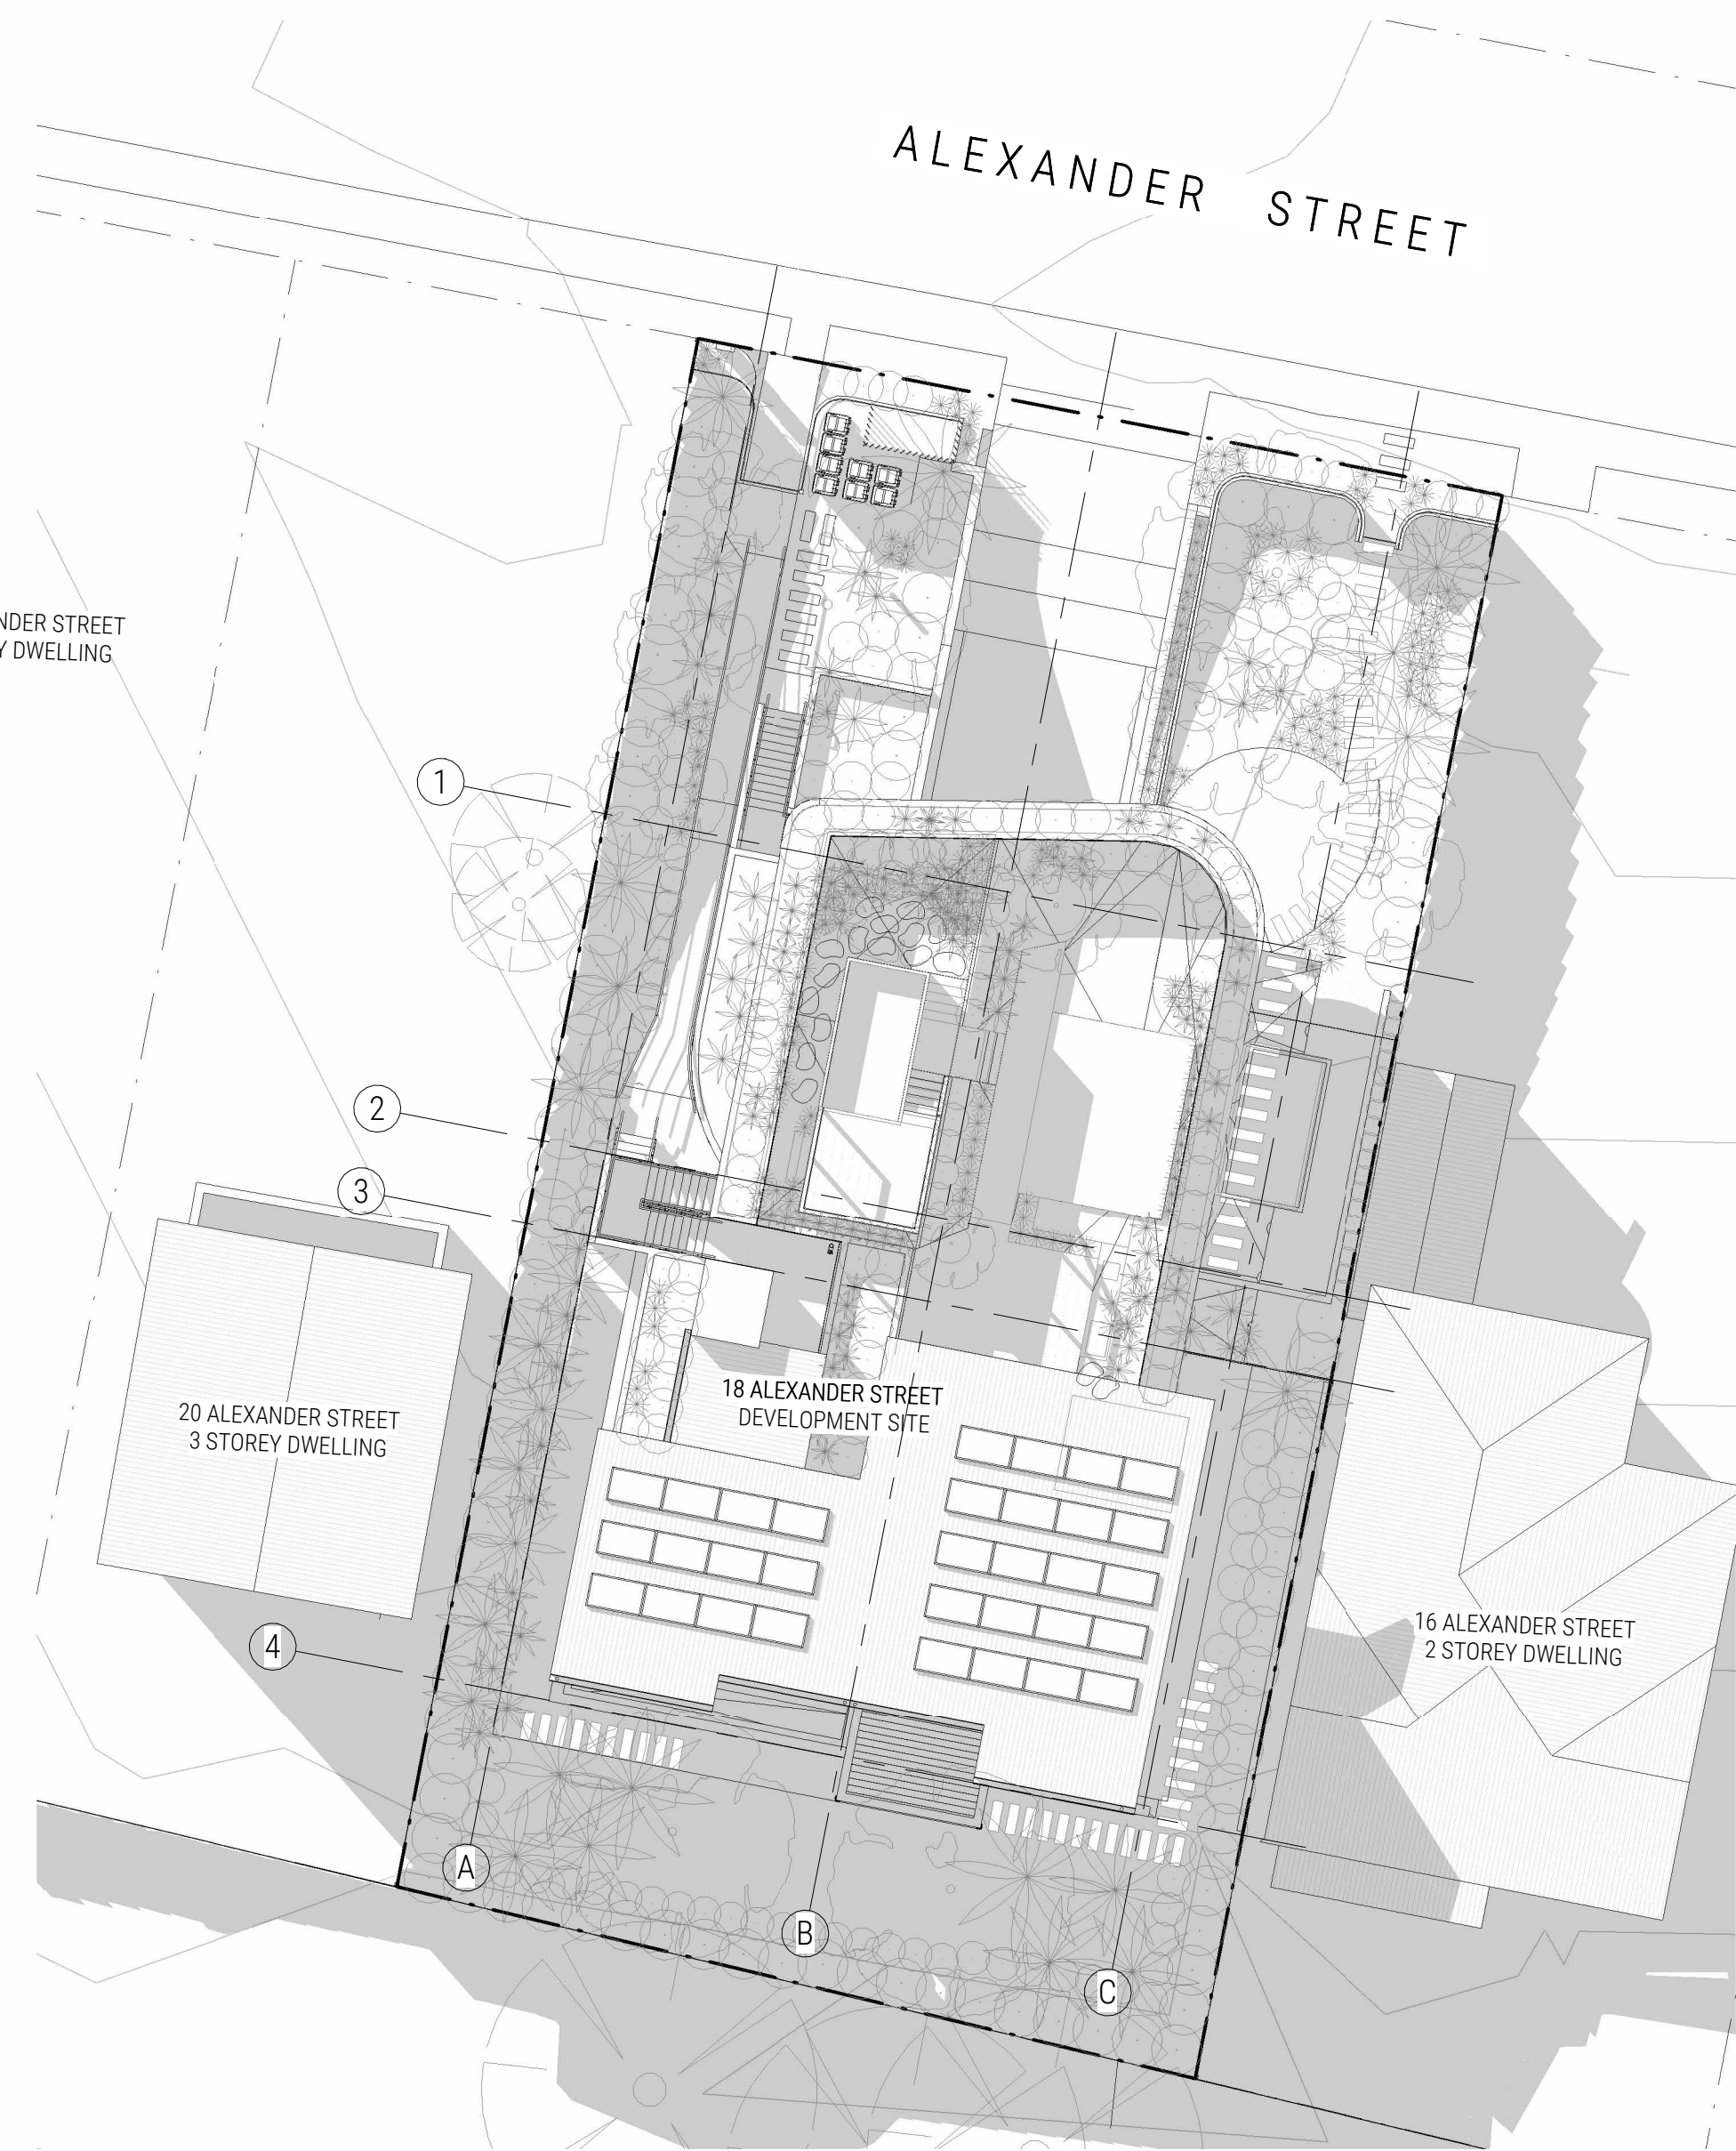 ALEXANDER STREET
NDER STREET
Y DWELLING
1
2
3
18 ALEXANDER STREET
DEVELOPMENT SITE
20 ALEXANDER STREET
3 STOREY DWELLING
16 ALEXANDER STREET
2 STOREY DWELLING
4
A
B
C